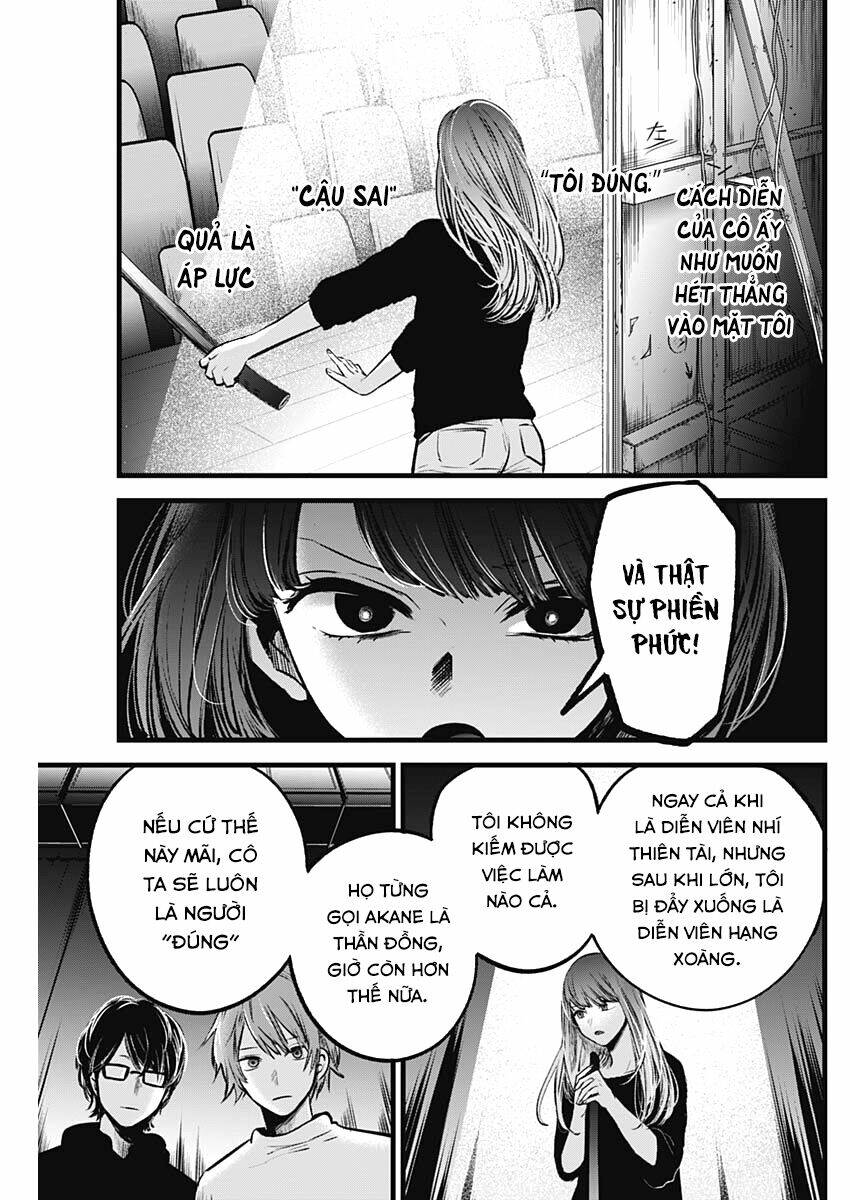 左
CÁCH DIỄN
CỦA CÔ ẤY
NHƯ MUỐN
HÉT THẲNG
VÀO MẶT TÔI
"TÔI ĐÚNG."
"CẬU SAI"
QUẢ LÀ
ÁP LỰC
VÀ THẬT
SỰ PHIỀN
PHỨC!
NGAY CẢ KHI
LÀ DIỄN VIÊN NHÍ
THIÊN TÀI, NHƯNG
SAU KHI LỚN, TÔI
BỊ ĐẨY XUỐNG LÀ
DIỄN VIÊN HẠNG
XOÀNG.
TÔI KHÔNG
KIẾM ĐƯỢC
VIỆC LÀM
NÀO CẢ.
HỌ TỪNG
GỌI AKANE LÀ
THẦN ĐỒNG,
GIỜ CÒN HƠN
THẾ NỮA.
NẾU CỨ THẾ
NÀY MÃI, CÔ
TA SẼ LUÔN
LÀ NGƯỜI
“ĐÚNG”